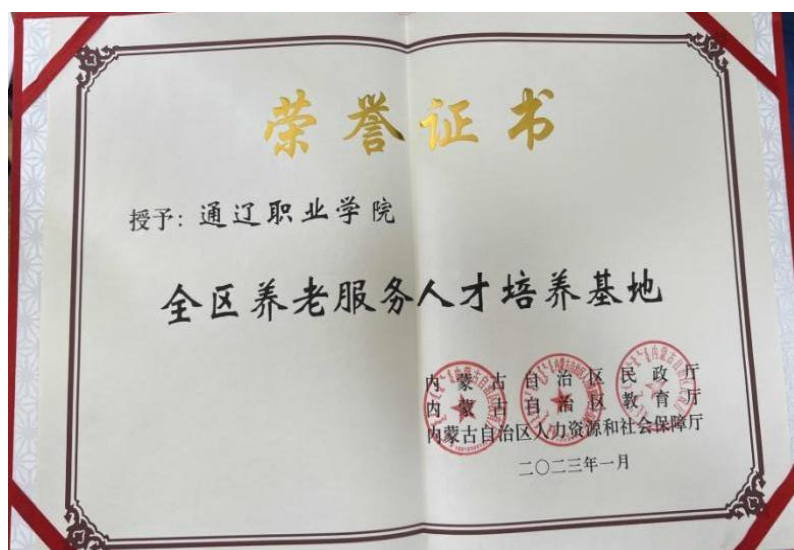 荣誉证书
授予：通辽职业学院
全区养老服务人才培养基地
内蒙古自治区民政厅
内蒙古自治区教育厅
内蒙古自治区人力资源和社会保障厅
二〇二三年一月